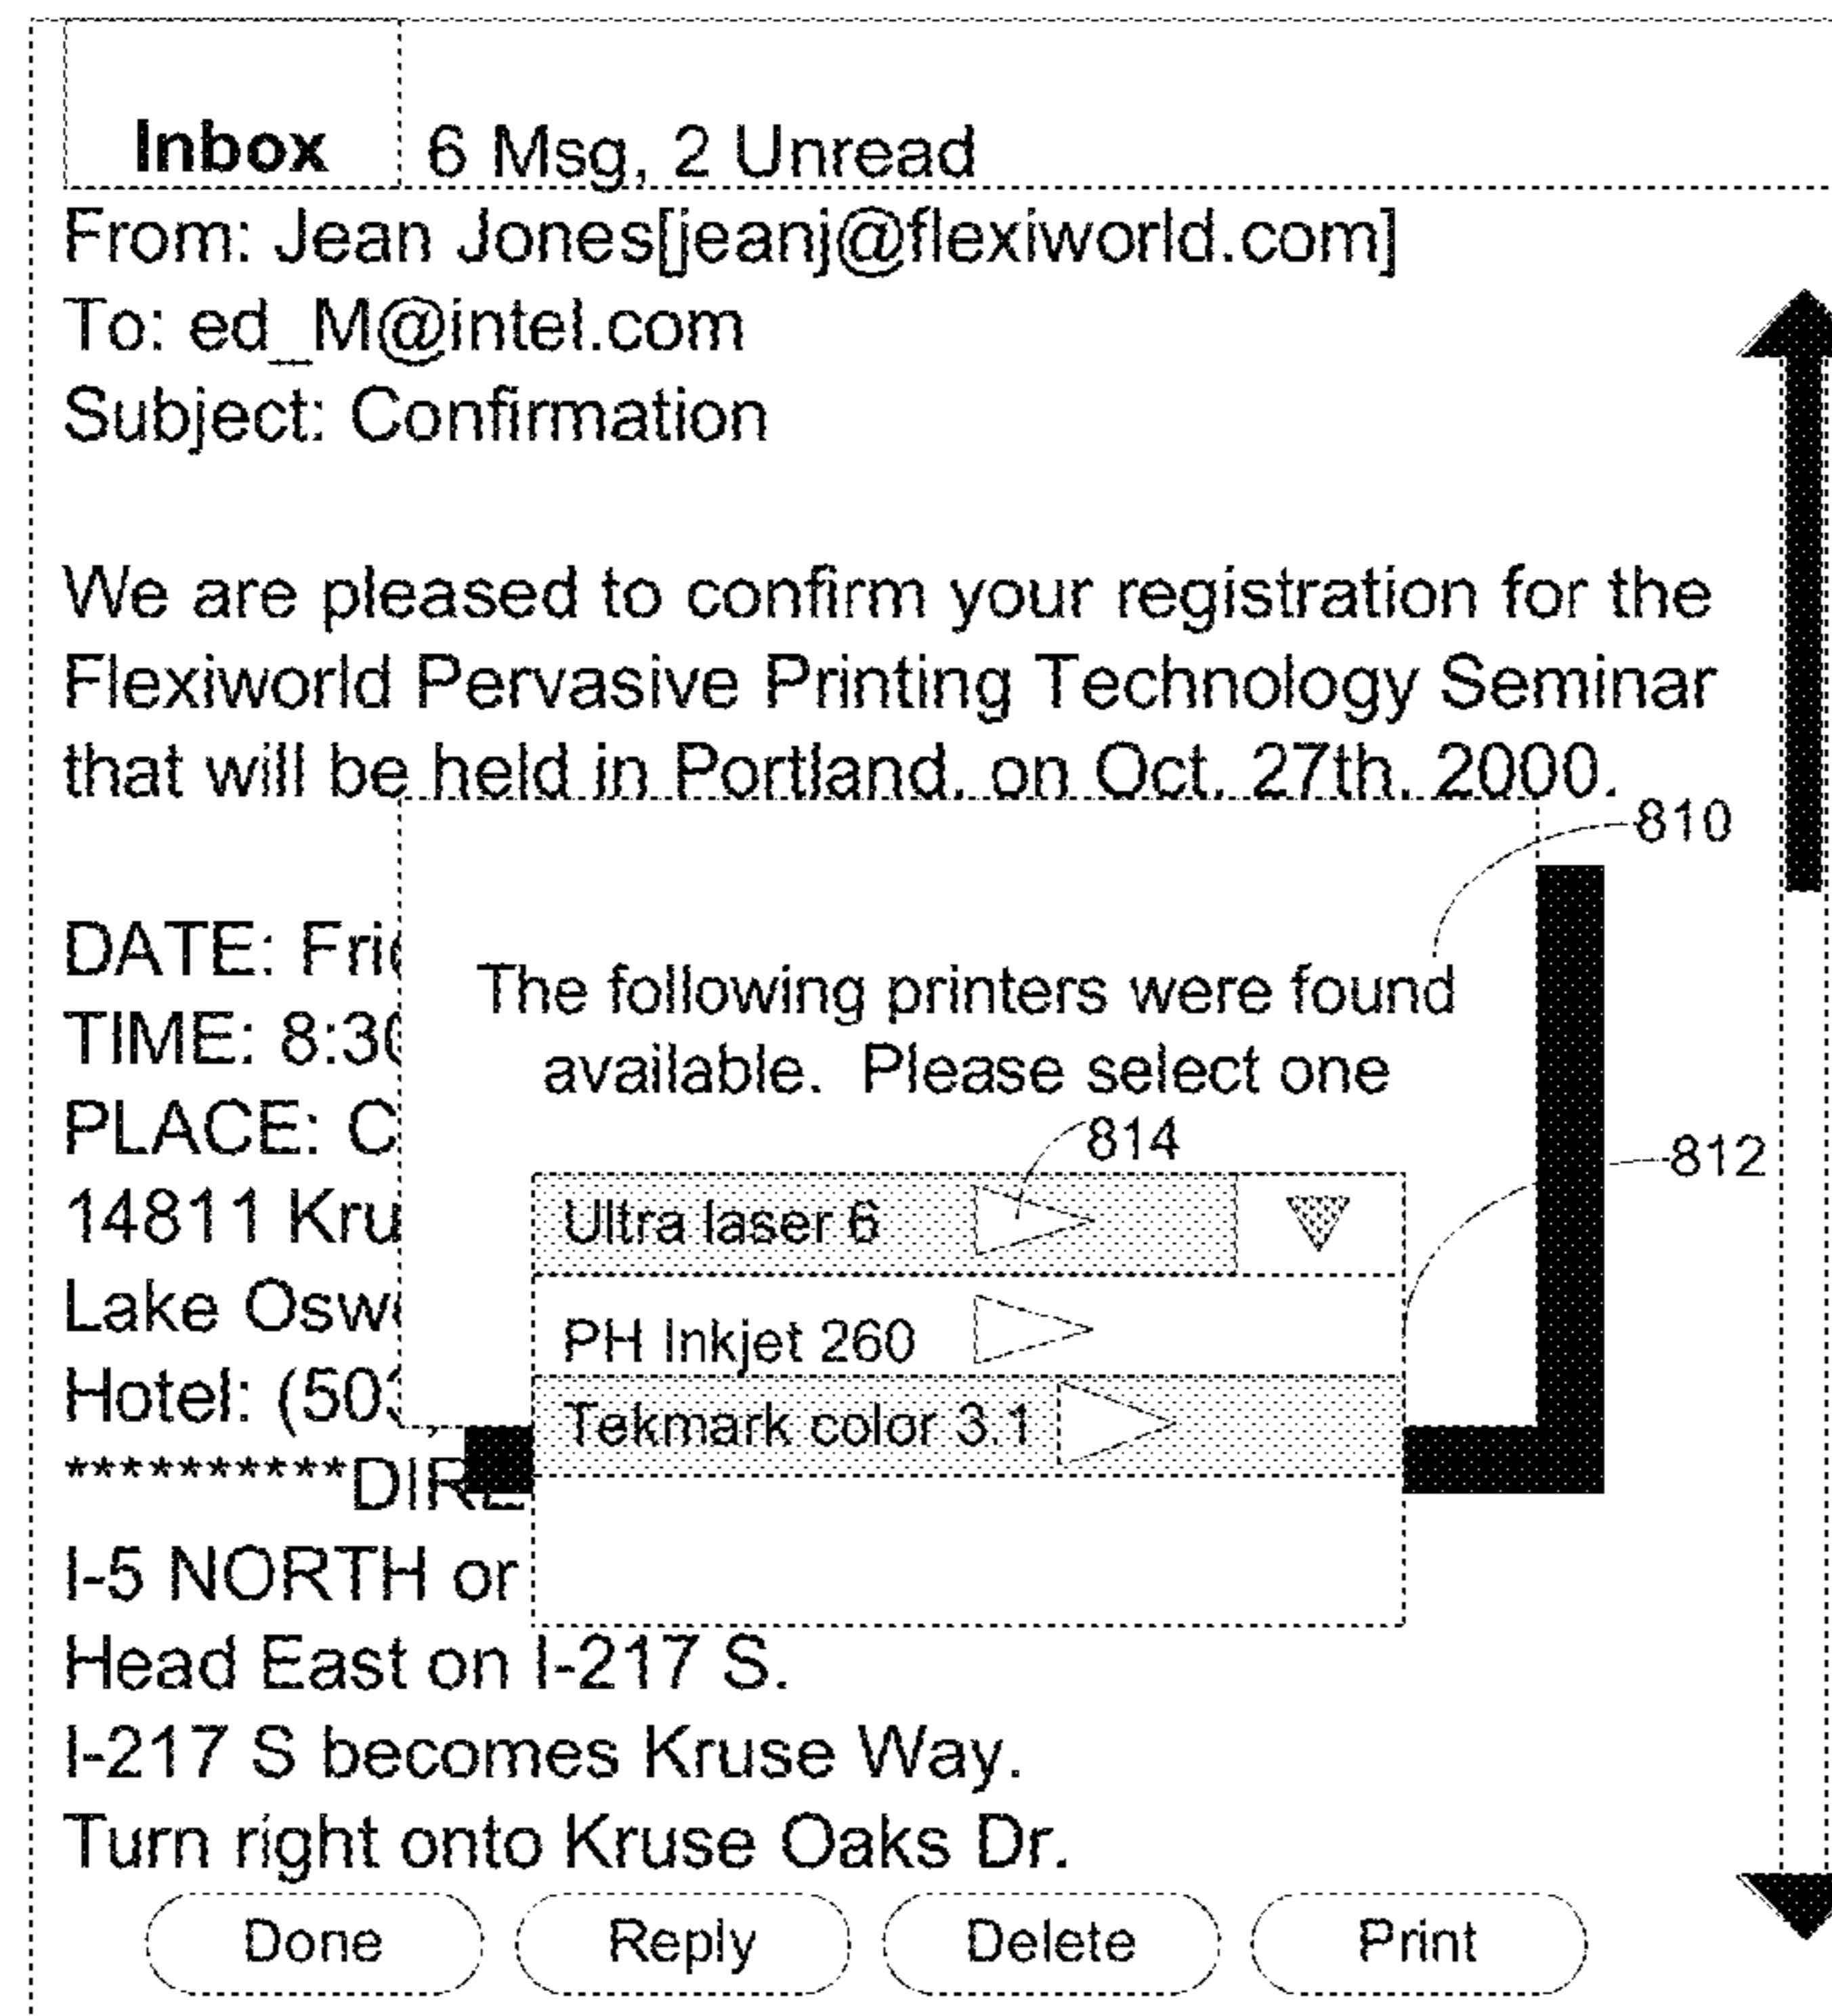 Inbox 6 Msg, 2 Unread
From: Jean Jones[jeanj@flexiworld.com]
To: ed_M@intel.com
Subject: Confirmation
We are pleased to confirm your registration for the
Flexiworld Pervasive Printing Technology Seminar
that will be held in Portland. on Oct. 27th. 2000.
810
DATE: Fri
TIME: 8:30
PLACE: C
14811 Kru
Lake Osw
Hotel: (503
**********DIRE
I-5 NORTH or
Head East on I-217 S.
I-217 S becomes Kruse Way.
Turn right onto Kruse Oaks Dr.
The following printers were found
available. Please select one
814
812
Ultra laser 6
PH Inkjet 260
Tekmark color 3.1
Done Reply Delete Print